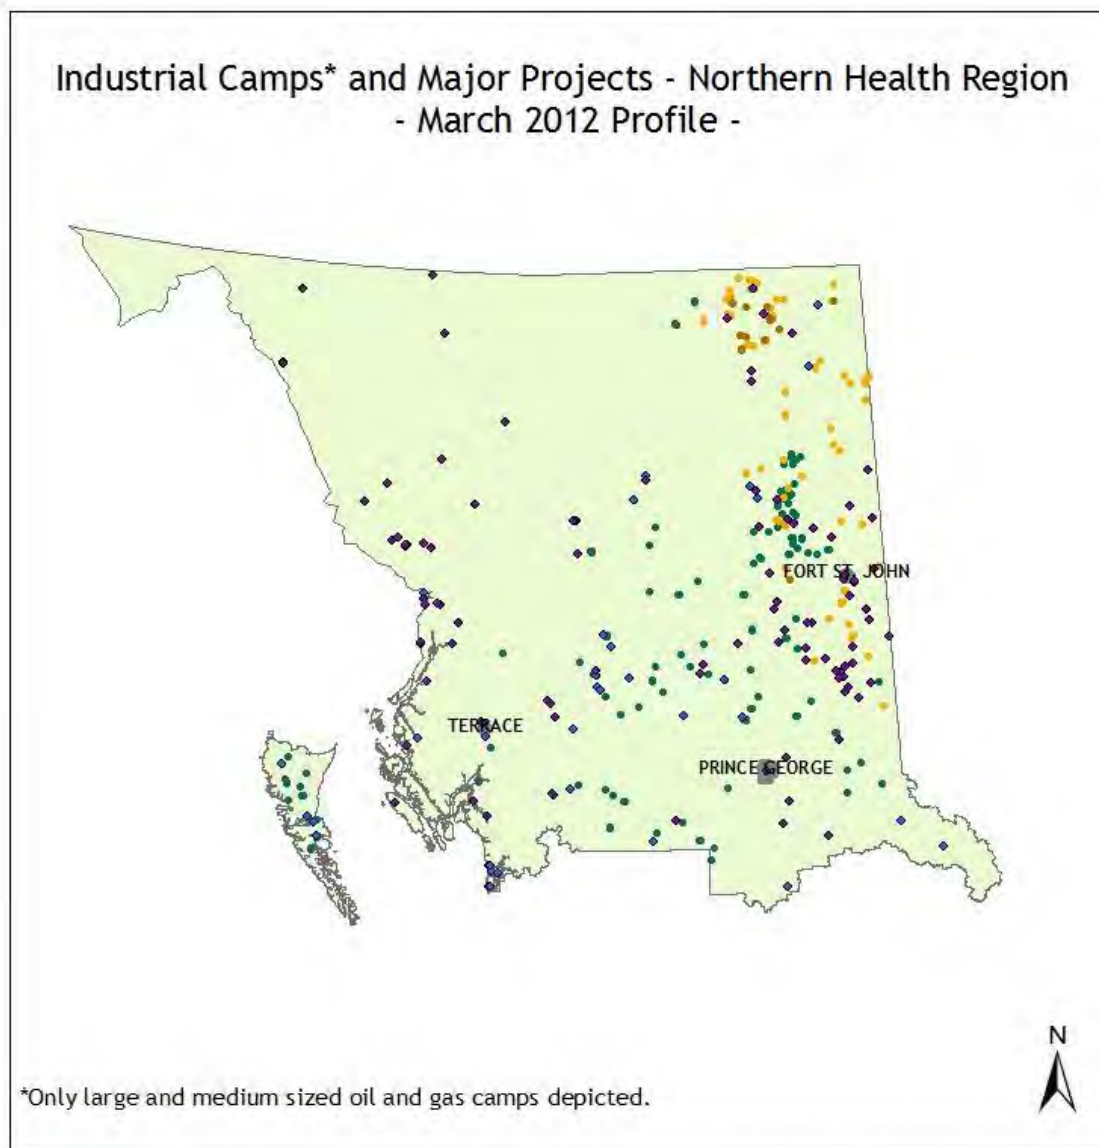 Industrial Camps* and Major Projects - Northern Health Region
- March 2012 Profile -
FORT ST. JOHN
TERRACE
PRINCE GEORGE
N
*Only large and medium sized oil and gas camps depicted.